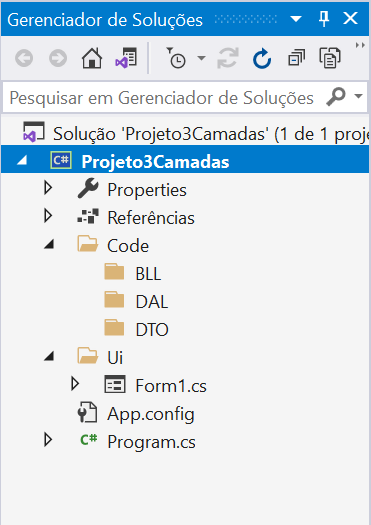 Gerenciador de Soluções
Pesquisar em Gerenciador de Soluções
Solução 'Projeto3Camadas' (1 de 1 proje
C# Projeto3Camadas
Properties
Referências
Code
BLL
DAL
DTO
Ui
Form1.cs
App.config
C# Program.cs